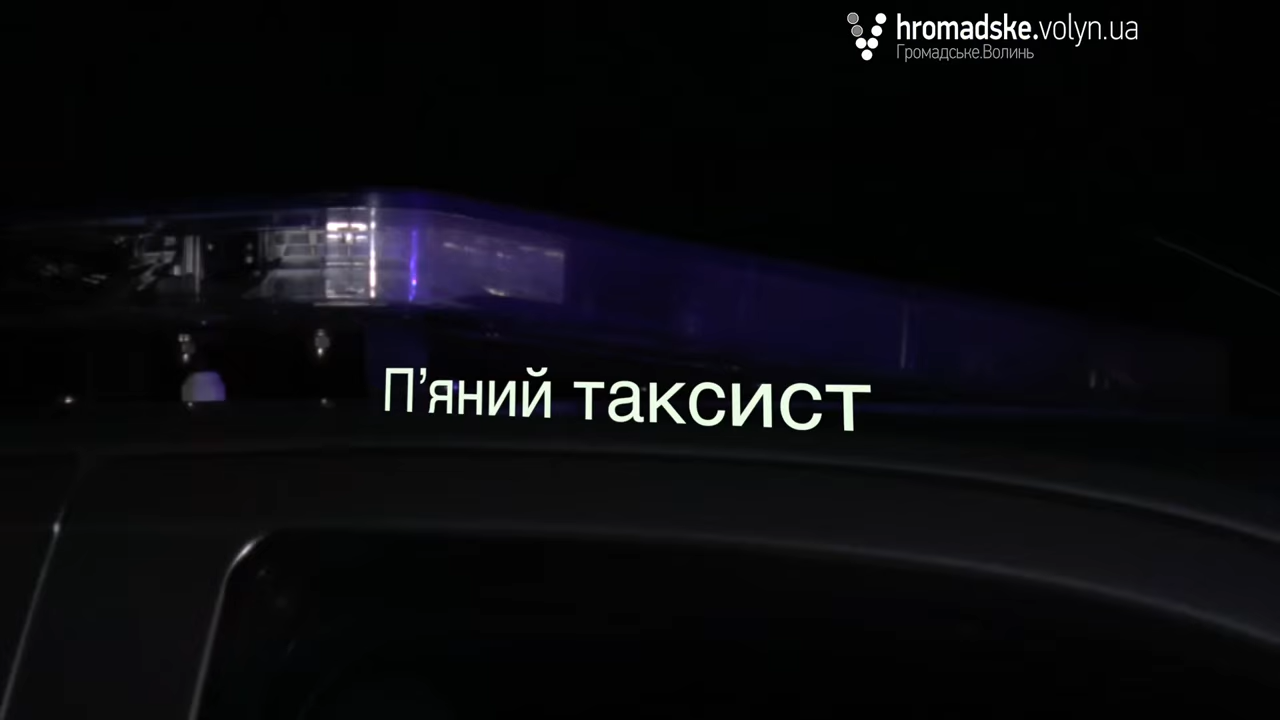 hromadske.volyn.ua
Громадське.Волинь
П’яний таксист